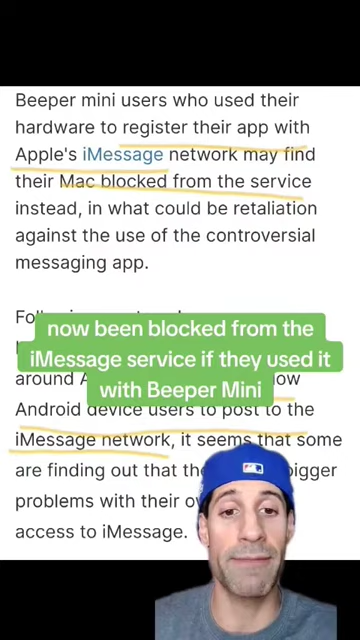 Beeper mini users who used their
hardware to register their app with
Apple's iMessage network may find
their Mac blocked from the service
instead, in what could be retaliation
against the use of the controversial
messaging app.
now been blocked from the
iMessage service if they used it
with Beeper Mini
around
Android device users to post to the
iMessage network, it seems that some
are finding out that bigger
problems with their
access to iMessage.